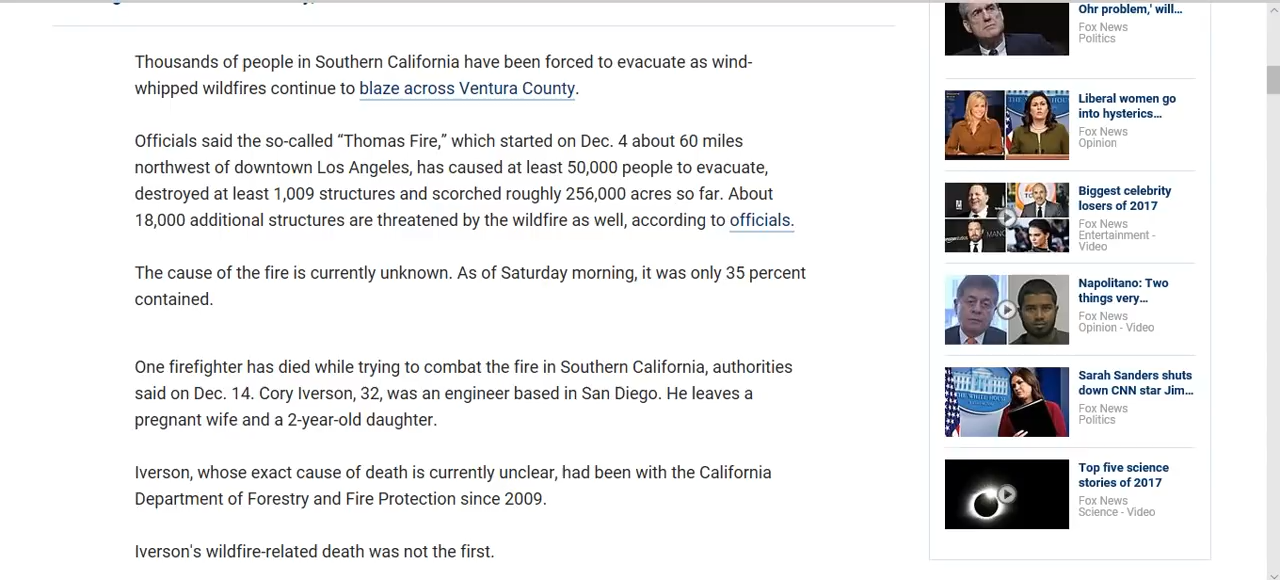 Thousands of people in Southern California have been forced to evacuate as wind-
whipped wildfires continue to blaze across Ventura County.
Officials said the so-called “Thomas Fire,” which started on Dec. 4 about 60 miles
northwest of downtown Los Angeles, has caused at least 50,000 people to evacuate,
destroyed at least 1,009 structures and scorched roughly 256,000 acres so far. About
18,000 additional structures are threatened by the wildfire as well, according to officials.
The cause of the fire is currently unknown. As of Saturday morning, it was only 35 percent
contained.
One firefighter has died while trying to combat the fire in Southern California, authorities
said on Dec. 14. Cory Iverson, 32, was an engineer based in San Diego. He leaves a
pregnant wife and a 2-year-old daughter.
Iverson, whose exact cause of death is currently unclear, had been with the California
Department of Forestry and Fire Protection since 2009.
Iverson's wildfire-related death was not the first.
Ohr problem,' will...
Fox News
Politics
Liberal women go
into hysterics...
Fox News
Opinion
Biggest celebrity
losers of 2017
Fox News
Entertainment -
Video
Napolitano: Two
things very...
Fox News
Opinion - Video
Sarah Sanders shuts
down CNN star Jim...
Fox News
Politics
Top five science
stories of 2017
Fox News
Science - Video